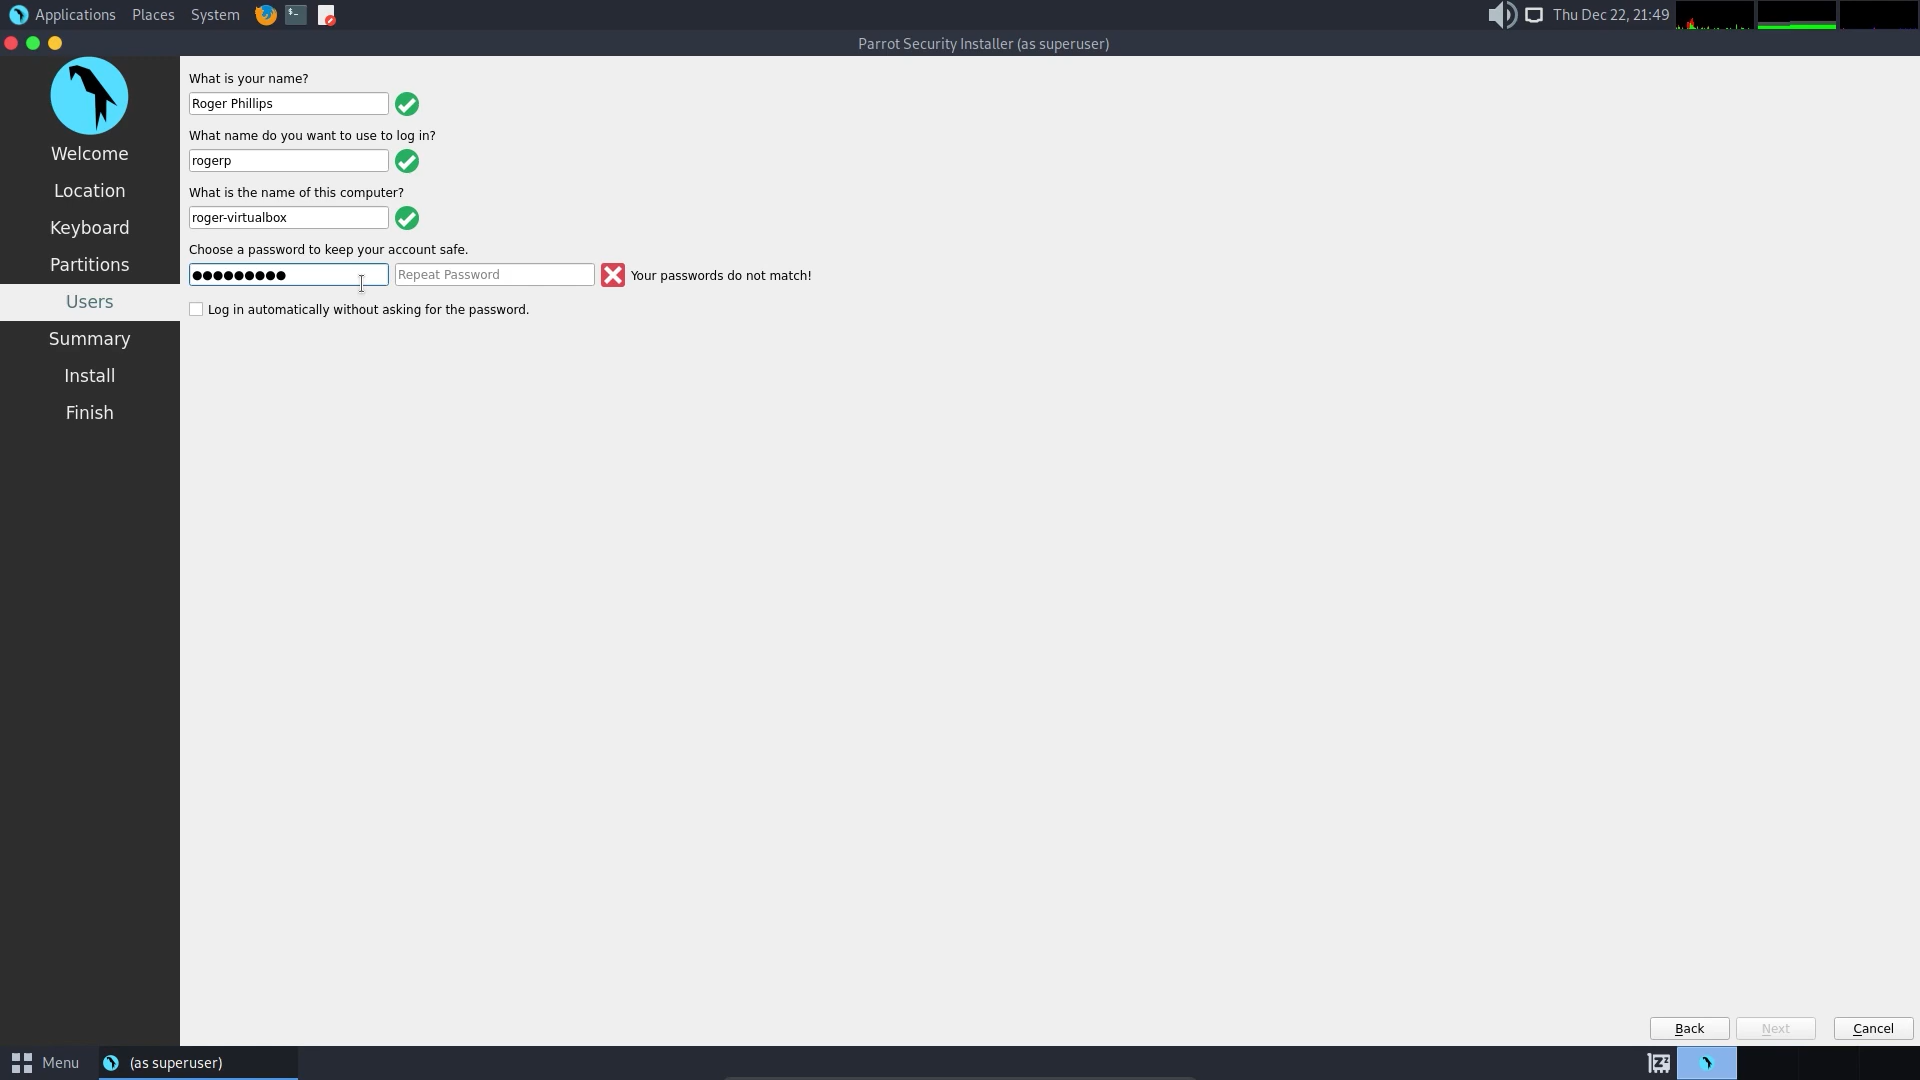 Applications Places System Thu Dec 22, 21:49
Parrot Security Installer (as superuser)
Welcome
Location
Keyboard
Partitions
Users
Summary
Install
Finish
What is your name?
Roger Phillips
What name do you want to use to log in?
rogerp
What is the name of this computer?
roger-virtualbox
Choose a password to keep your account safe.
●●●●●●●●● Repeat Password Your passwords do not match!
Log in automatically without asking for the password.
Back Next Cancel
Menu (as superuser)